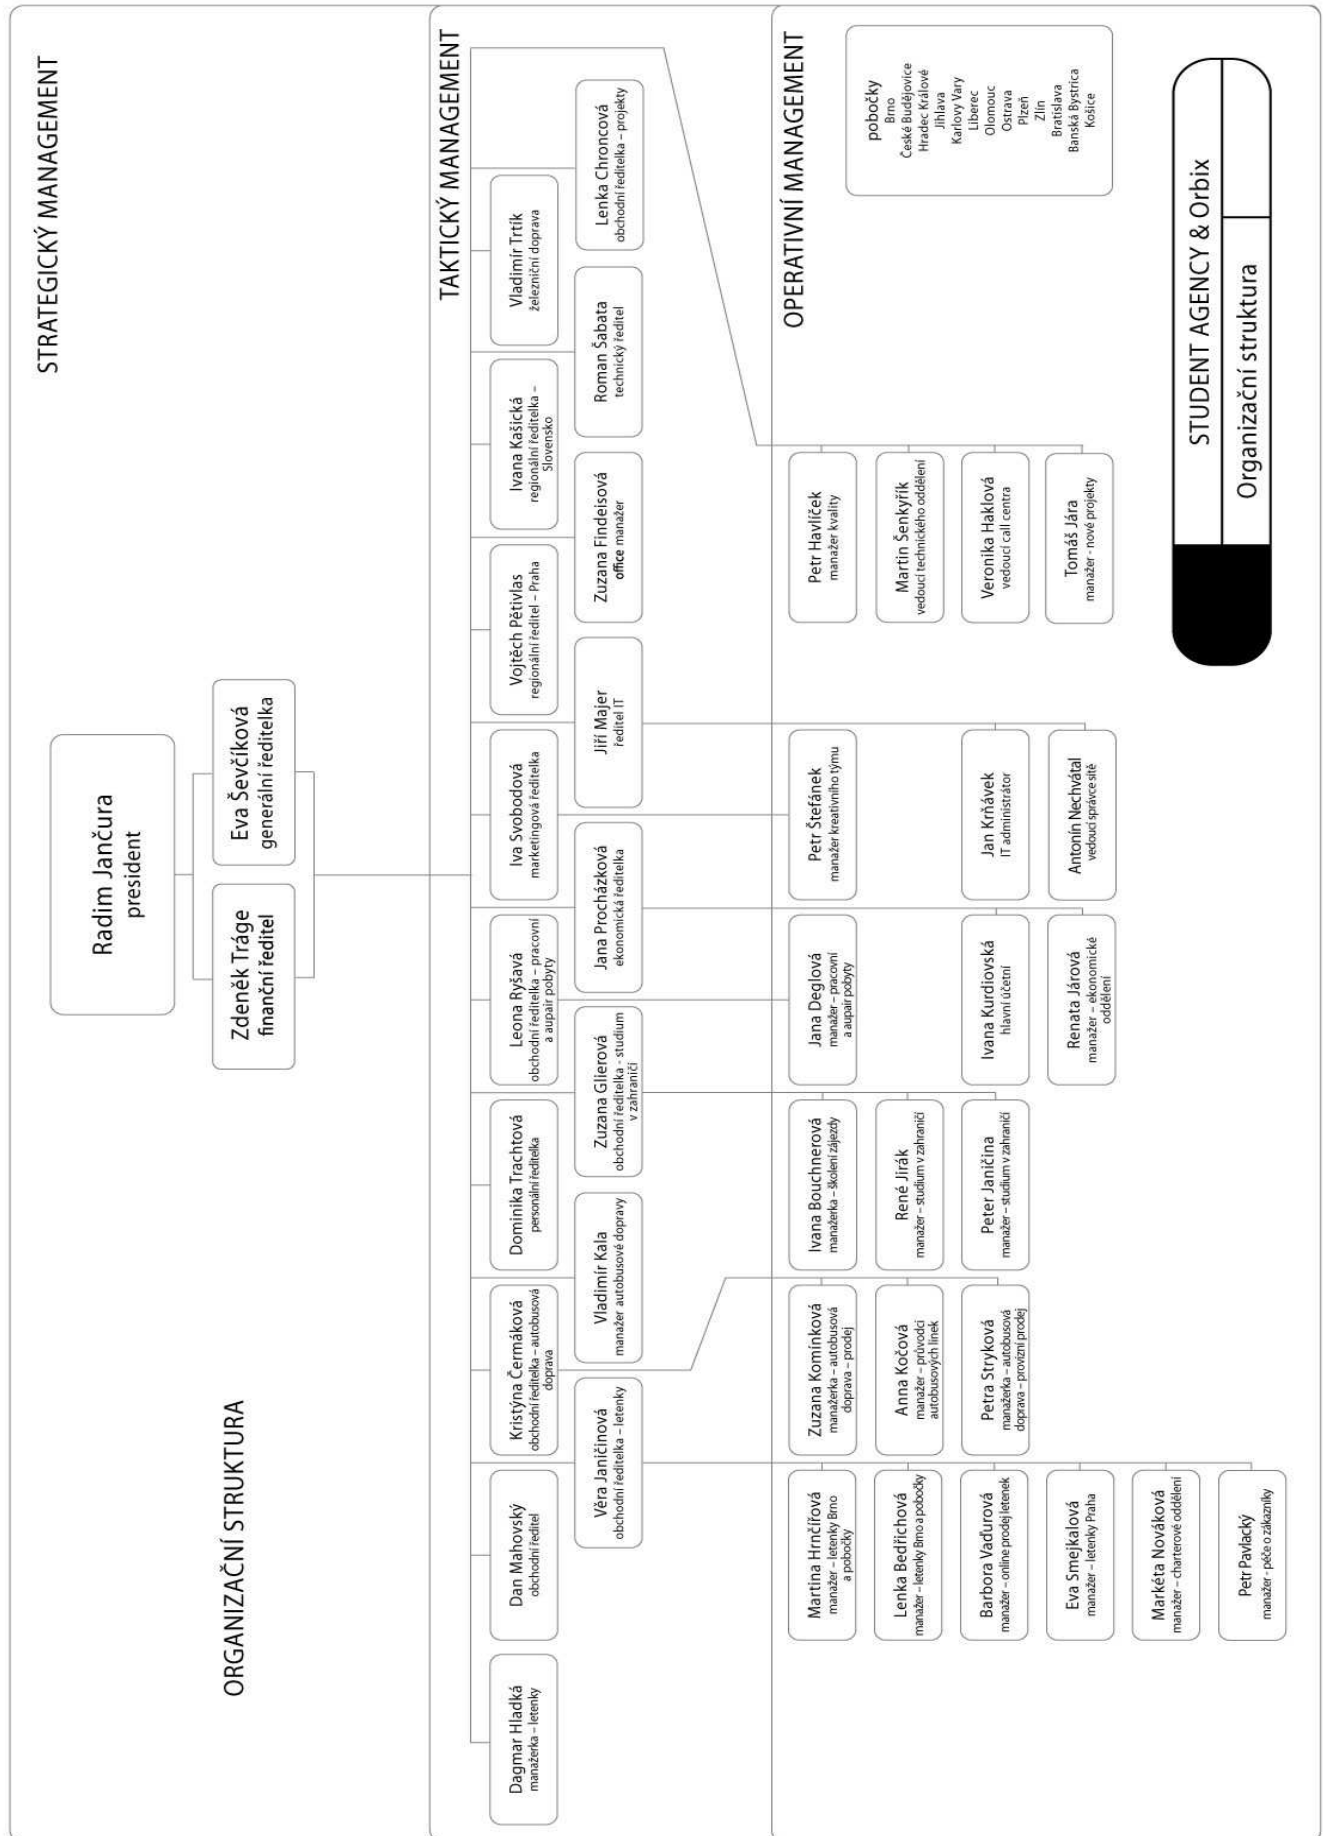 STRATEGICKÝ MANAGEMENT
ORGANIZAČNÍ STRUKTURA
Radim Jančura
president
Zdeněk Tráge
finanční ředitel
Eva Ševčíková
generální ředitelka
TAKTICKÝ MANAGEMENT
Dagmar Hladká
manažerka – letenky
Dan Mahovský
obchodní ředitel
Kristýna Čermáková
obchodní ředitelka – autobusová
doprava
Dominika Trachtová
personální ředitelka
Leona Ryšavá
obchodní ředitelka – pracovní
a aupair pobyty
Iva Svobodová
marketingová ředitelka
Vojtěch Pětivlas
regionální ředitel – Praha
Ivana Kašická
regionální ředitelka –
Slovensko
Vladimír Trtík
železniční doprava
Věra Janičinová
obchodní ředitelka – letenky
Vladimír Kala
manažer autobusové dopravy
Zuzana Glierová
obchodní ředitelka - studium
v zahraničí
Jana Procházková
ekonomická ředitelka
Jiří Majer
ředitel IT
Zuzana Findeisová
office manažer
Roman Šabata
technický ředitel
Lenka Chroncová
obchodní ředitelka – projekty
OPERATIVNÍ MANAGEMENT
Martina Hrnčířová
manažer – letenky Brno
a pobočky
Lenka Bedřichová
manažer – letenky Brno a pobočky
Barbora Vaďurová
manažer – online prodej letenek
Eva Smejkalová
manažer – letenky Praha
Markéta Nováková
manažer – charterové oddělení
Petr Pavlacký
manažer - péče o zákazníky
Zuzana Komínková
manažerka – autobusová
doprava – prodej
Anna Kočová
manažer – průvodci
autobusových linek
Petra Stryková
manažerka – autobusová
doprava – provizní prodej
Ivana Bouchnerová
manažerka – školení zájezdy
René Jirák
manažer – studium v zahraničí
Peter Janičina
manažer – studium v zahraničí
Jana Deglová
manažer – pracovní
a aupair pobyty
Ivana Kurdiovská
hlavní účetní
Renata Járová
manažer – ekonomické
oddělení
Petr Štefánek
manažer kreativního týmu
Jan Krňávek
IT administrátor
Antonín Nechvátal
vedoucí správce sítě
Petr Havlíček
manažer kvality
Martin Šenkyřík
vedoucí technického oddělení
Veronika Haklová
vedoucí call centra
Tomáš Jára
manažer - nové projekty
pobočky
Brno
České Budějovice
Hradec Králové
Jihlava
Karlovy Vary
Liberec
Olomouc
Ostrava
Plzeň
Zlín
Bratislava
Banská Bystrica
Košice
STUDENT AGENCY & Orbix
Organizační struktura